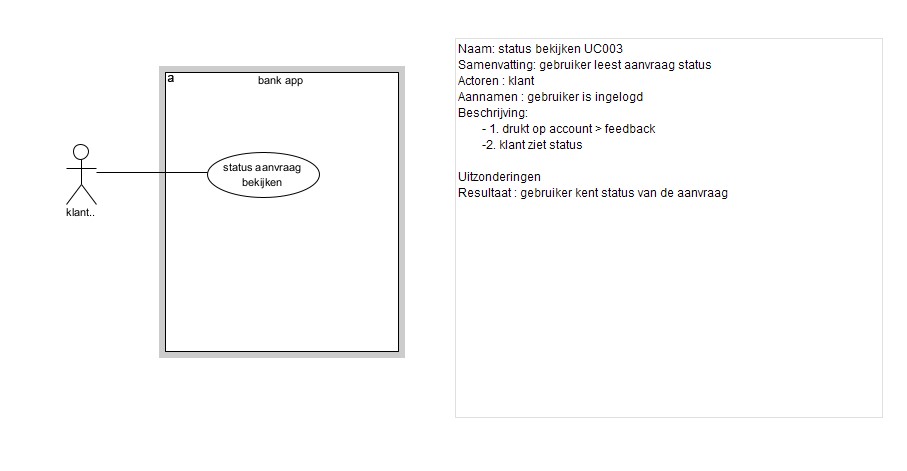 a
bank app
status aanvraag
bekijken
klant..
Naam: status bekijken UC003
Samenvatting: gebruiker leest aanvraag status
Actoren : klant
Aannamen : gebruiker is ingelogd
Beschrijving:
- 1. drukt op account > feedback
-2. klant ziet status
Uitzonderingen
Resultaat : gebruiker kent status van de aanvraag